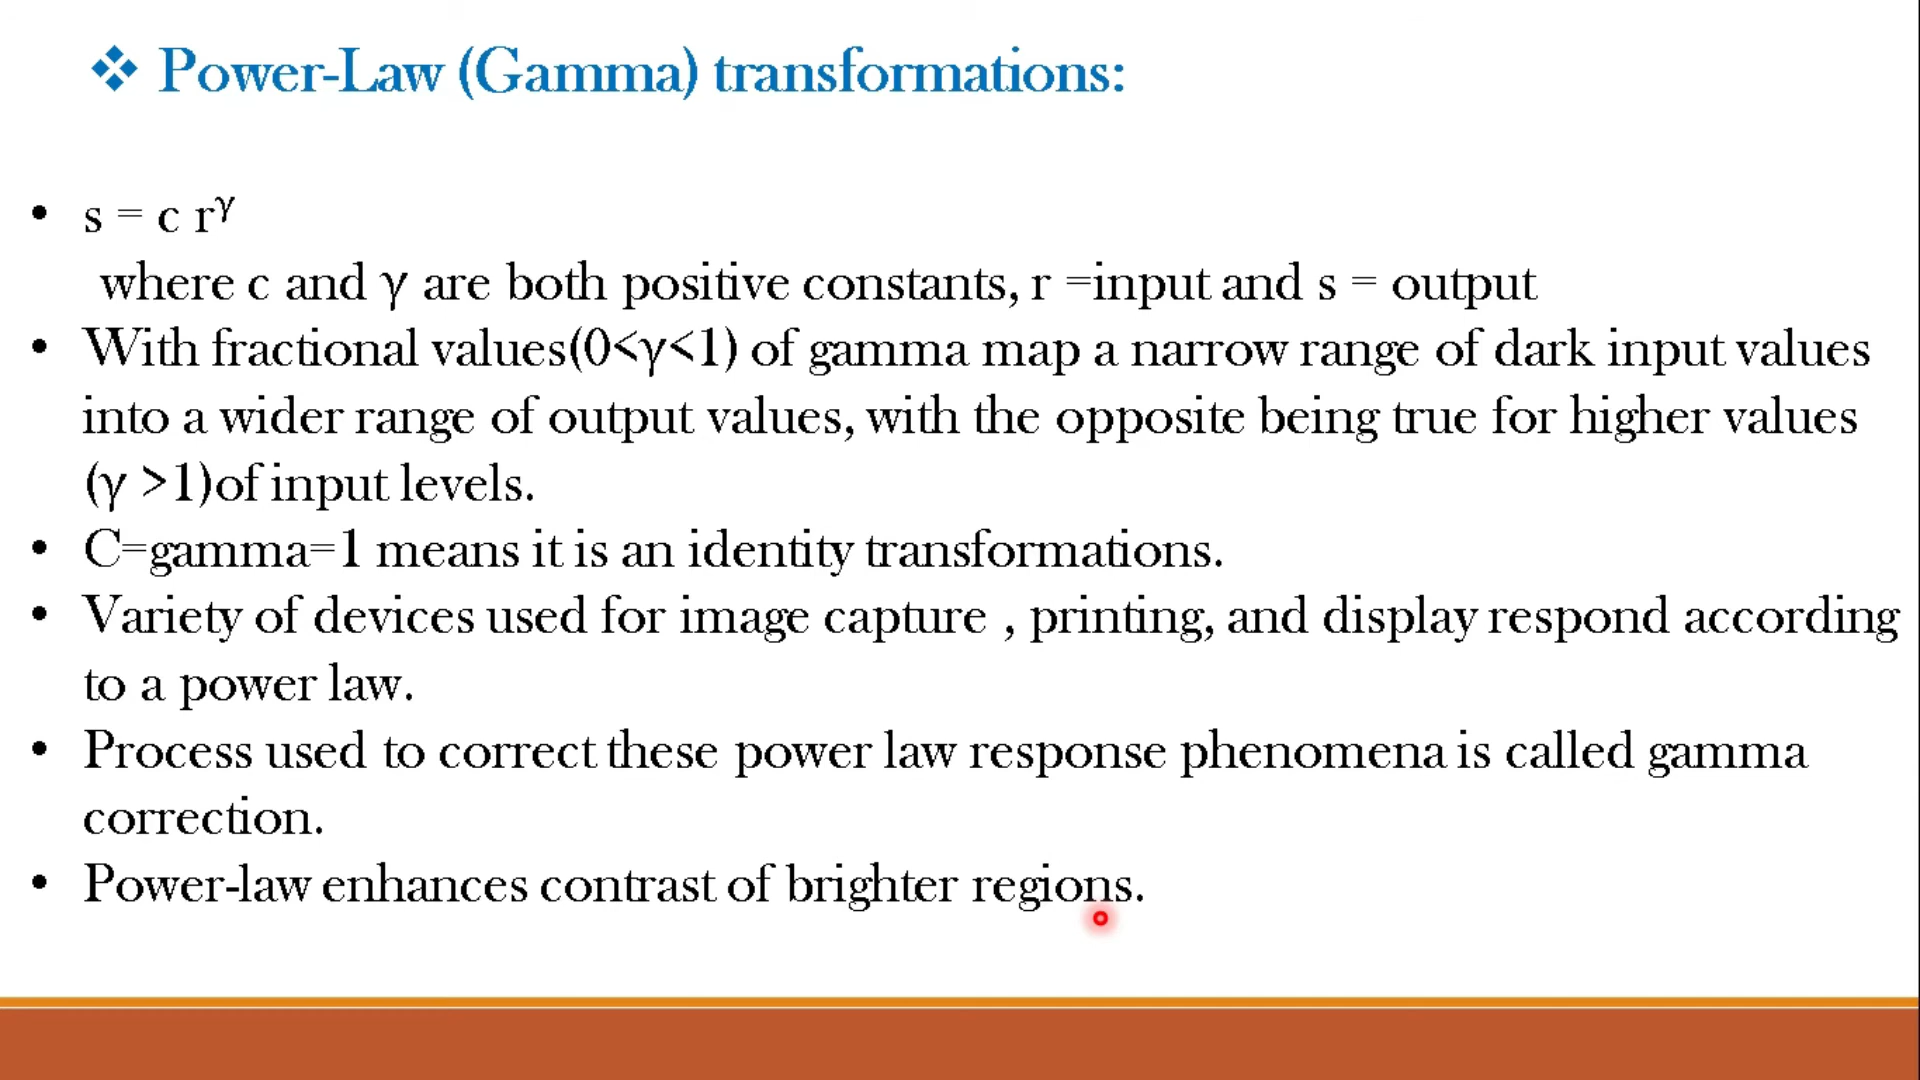 ❖ Power-Law (Gamma) transformations:
• s = c r^γ
where c and γ are both positive constants, r =input and s = output
• With fractional values(0<γ<1) of gamma map a narrow range of dark input values
into a wider range of output values, with the opposite being true for higher values
(γ >1)of input levels.
• C=gamma=1 means it is an identity transformations.
• Variety of devices used for image capture , printing, and display respond according
to a power law.
• Process used to correct these power law response phenomena is called gamma
correction.
• Power-law enhances contrast of brighter regions.